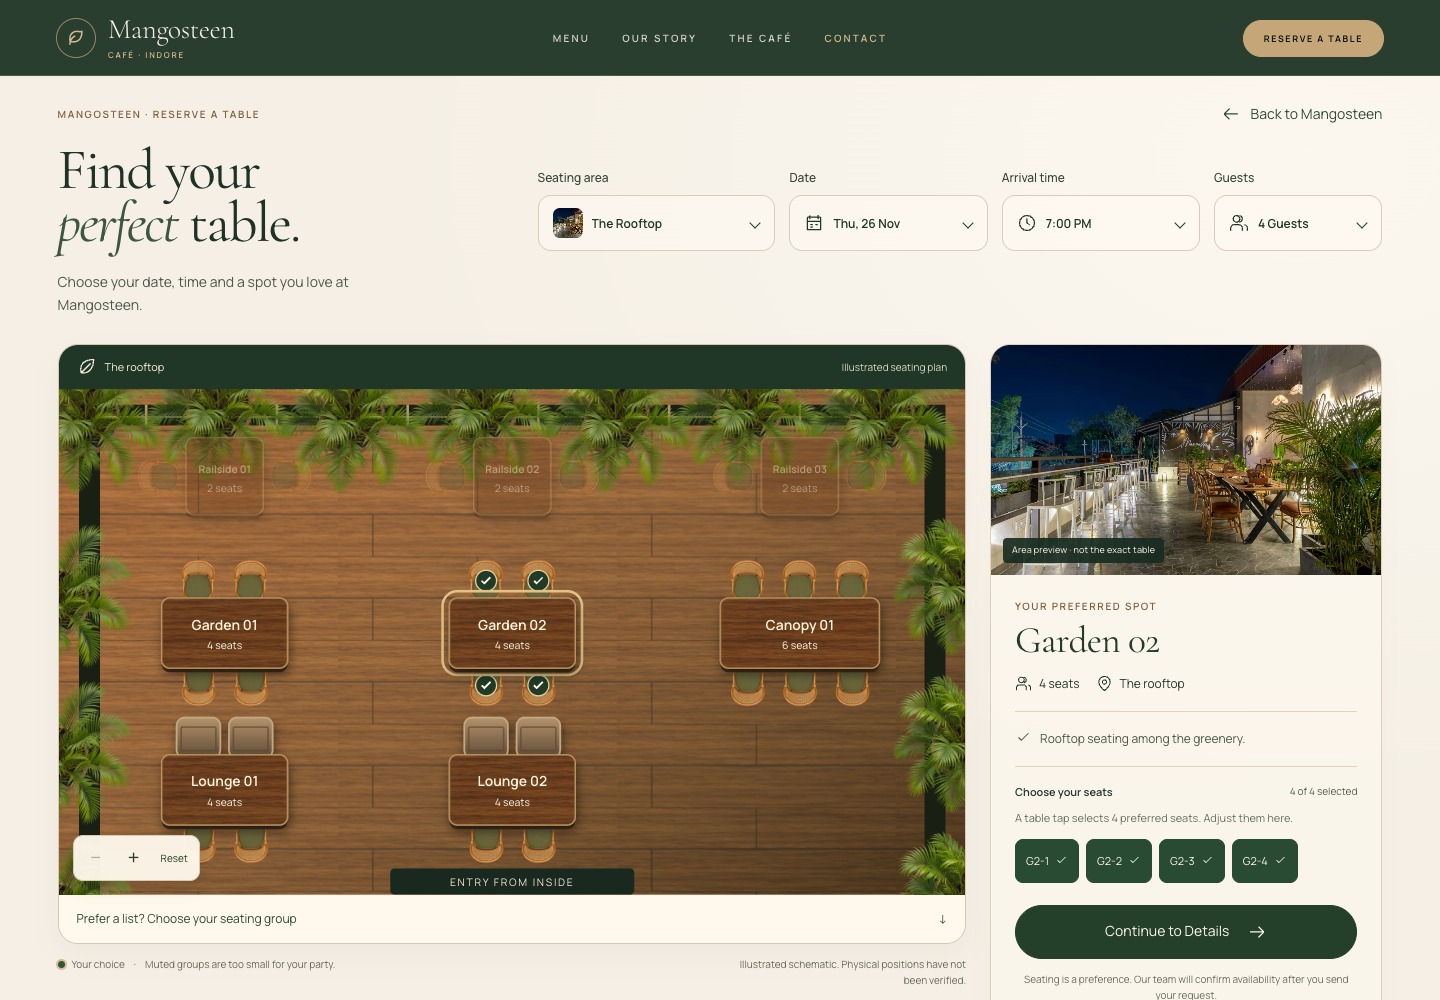 Mangosteen
CAFÉ · INDORE
MENU
OUR STORY
THE CAFÉ
CONTACT
RESERVE A TABLE
MANGOSTEEN · RESERVE A TABLE
Back to Mangosteen
Find your
perfect table.
Choose your date, time and a spot you love at
Mangosteen.
Seating area
The Rooftop
Date
Thu, 26 Nov
Arrival time
7:00 PM
Guests
4 Guests
The rooftop
Illustrated seating plan
Railside 01
2 seats
Railside 02
2 seats
Railside 03
2 seats
Garden 01
4 seats
Garden 02
4 seats
Canopy 01
6 seats
Lounge 01
4 seats
Lounge 02
4 seats
Reset
ENTRY FROM INSIDE
Prefer a list? Choose your seating group
Your choice · Muted groups are too small for your party.
Illustrated schematic. Physical positions have not
been verified.
Area preview · not the exact table
YOUR PREFERRED SPOT
Garden 02
4 seats
The rooftop
Rooftop seating among the greenery.
Choose your seats
4 of 4 selected
A table tap selects 4 preferred seats. Adjust them here.
G2-1
G2-2
G2-3
G2-4
Continue to Details
Seating is a preference. Our team will confirm availability after you send
your request.